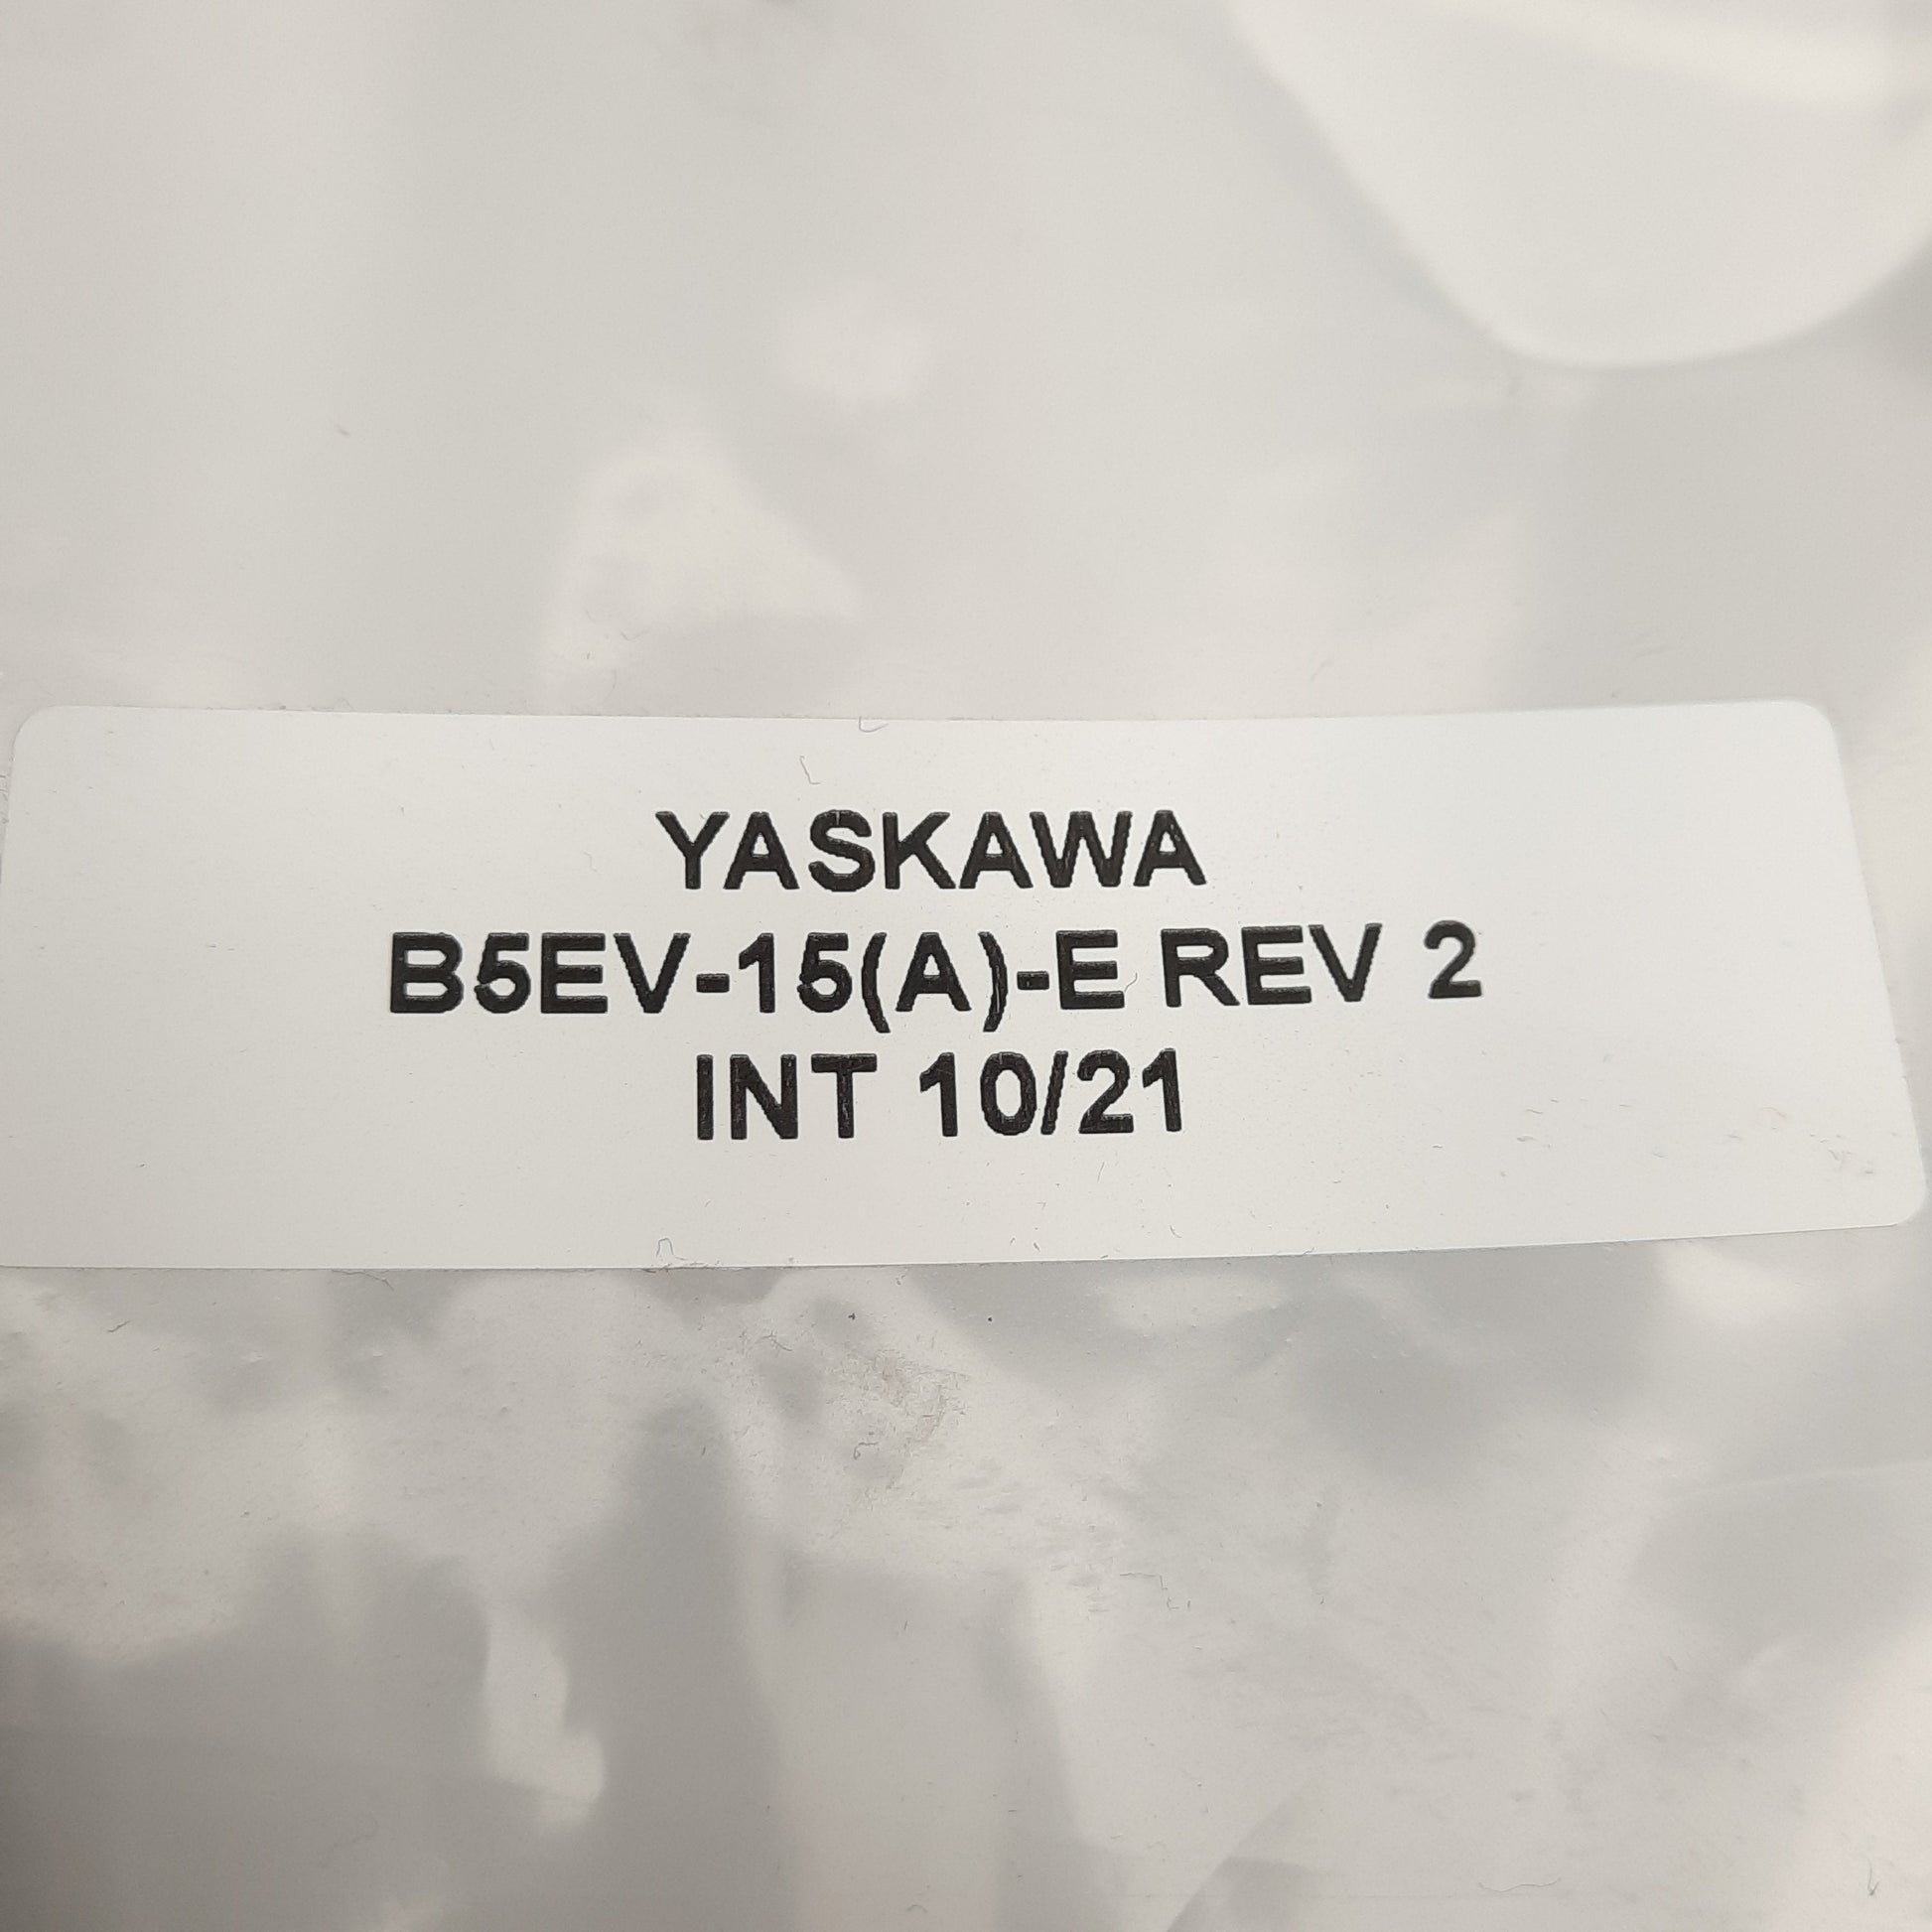 YASKAWA
B5EV-15(A)-E REV 2
INT 10/21